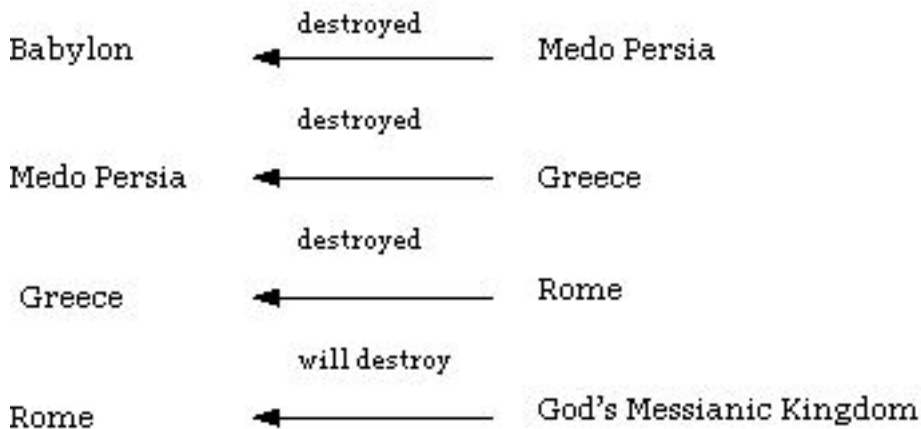 destroyed
Babylon Medo Persia
destroyed
Medo Persia Greece
destroyed
Greece Rome
will destroy
Rome God's Messianic Kingdom